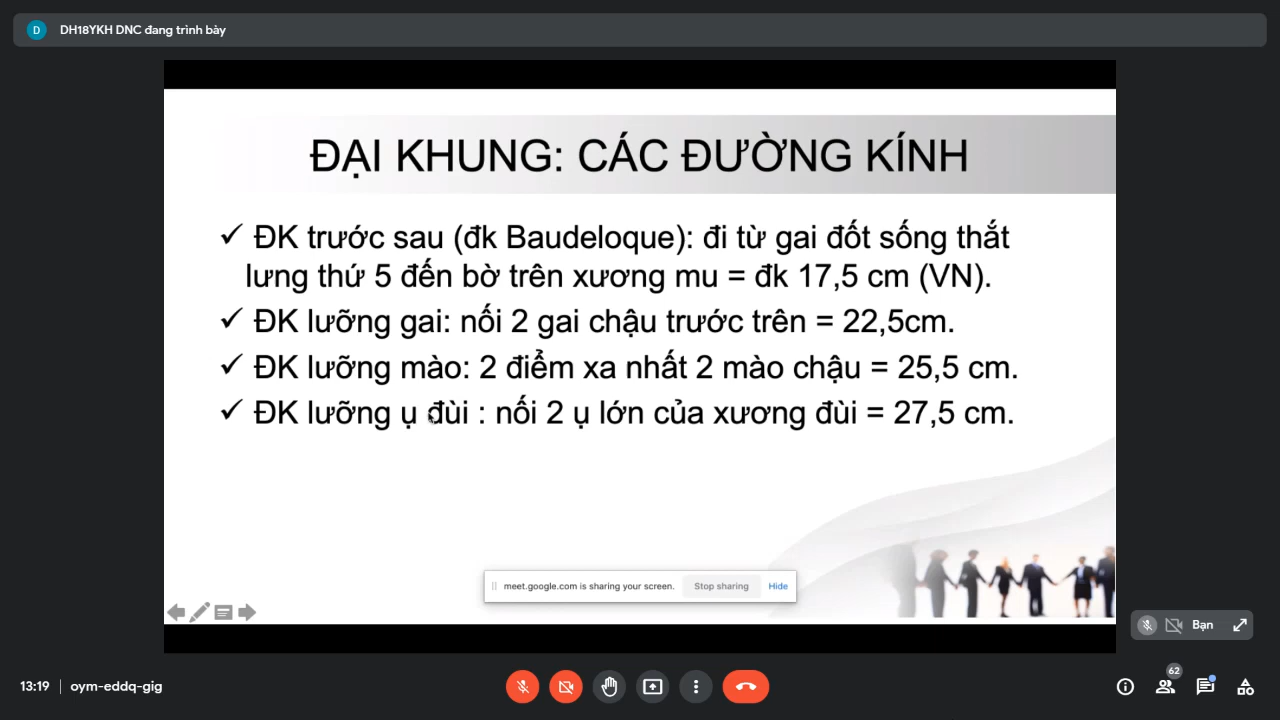 D DH18YKH DNC đang trình bày
ĐẠI KHUNG: CÁC ĐƯỜNG KÍNH
✓ ĐK trước sau (đk Baudeloque): đi từ gai đốt sống thắt
lưng thứ 5 đến bờ trên xương mu = đk 17,5 cm (VN).
✓ ĐK lưỡng gai: nối 2 gai chậu trước trên = 22,5cm.
✓ ĐK lưỡng mào: 2 điểm xa nhất 2 mào chậu = 25,5 cm.
✓ ĐK lưỡng ụ đùi : nối 2 ụ lớn của xương đùi = 27,5 cm.
meet.google.com is sharing your screen. Stop sharing Hide
Bạn
13:19 | oym-eddq-gig
62